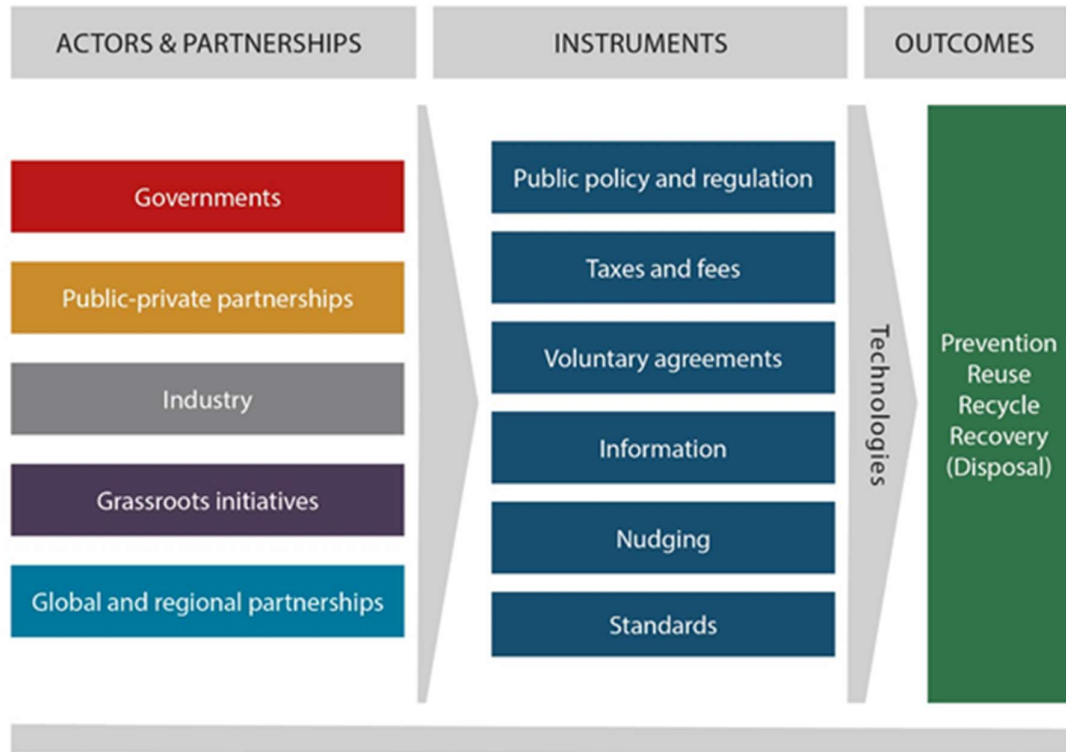 ACTORS & PARTNERSHIPS
INSTRUMENTS
OUTCOMES
Governments
Public-private partnerships
Industry
Grassroots initiatives
Global and regional partnerships
Public policy and regulation
Taxes and fees
Voluntary agreements
Information
Nudging
Standards
Technologies
Prevention
Reuse
Recycle
Recovery
(Disposal)